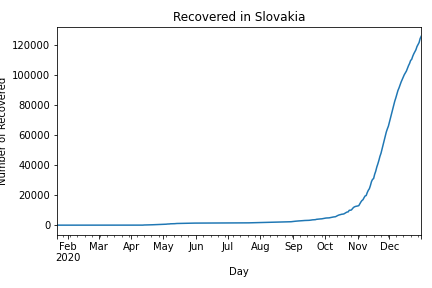 Recovered in Slovakia
120000
100000
80000
60000
40000
20000
0
Number of Recovered
Feb Mar Apr May Jun Jul Aug Sep Oct Nov Dec
2020
Day